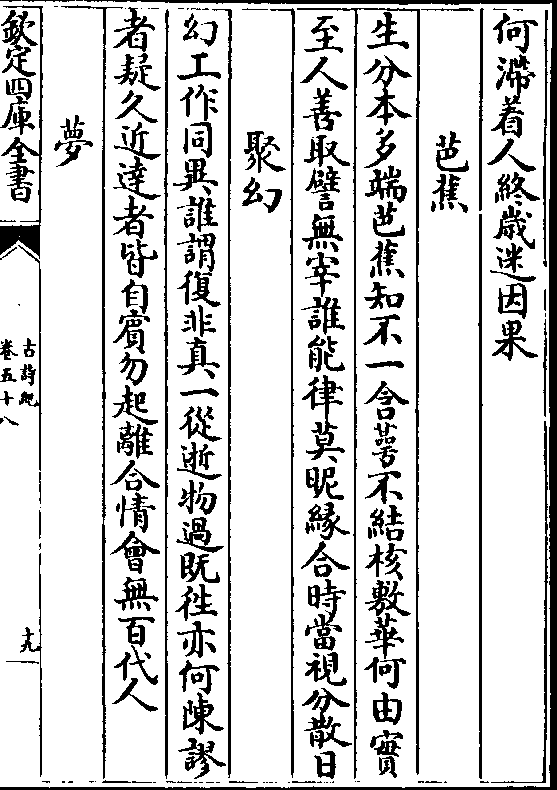 何滯着人終歲迷因果
芭蕉
生分本多端芭蕉知不一含萼不結核敷華何由實
至人善取譬無宰誰能律莫昵緣合時當視分散日
聚幻
幻工作同異誰謂復非真一從逝物過既往亦何陳謬
者疑久近達者皆自賓勿起離合情會無百代人
夢
欽定四庫全書
古詩紀
卷五十八
十九